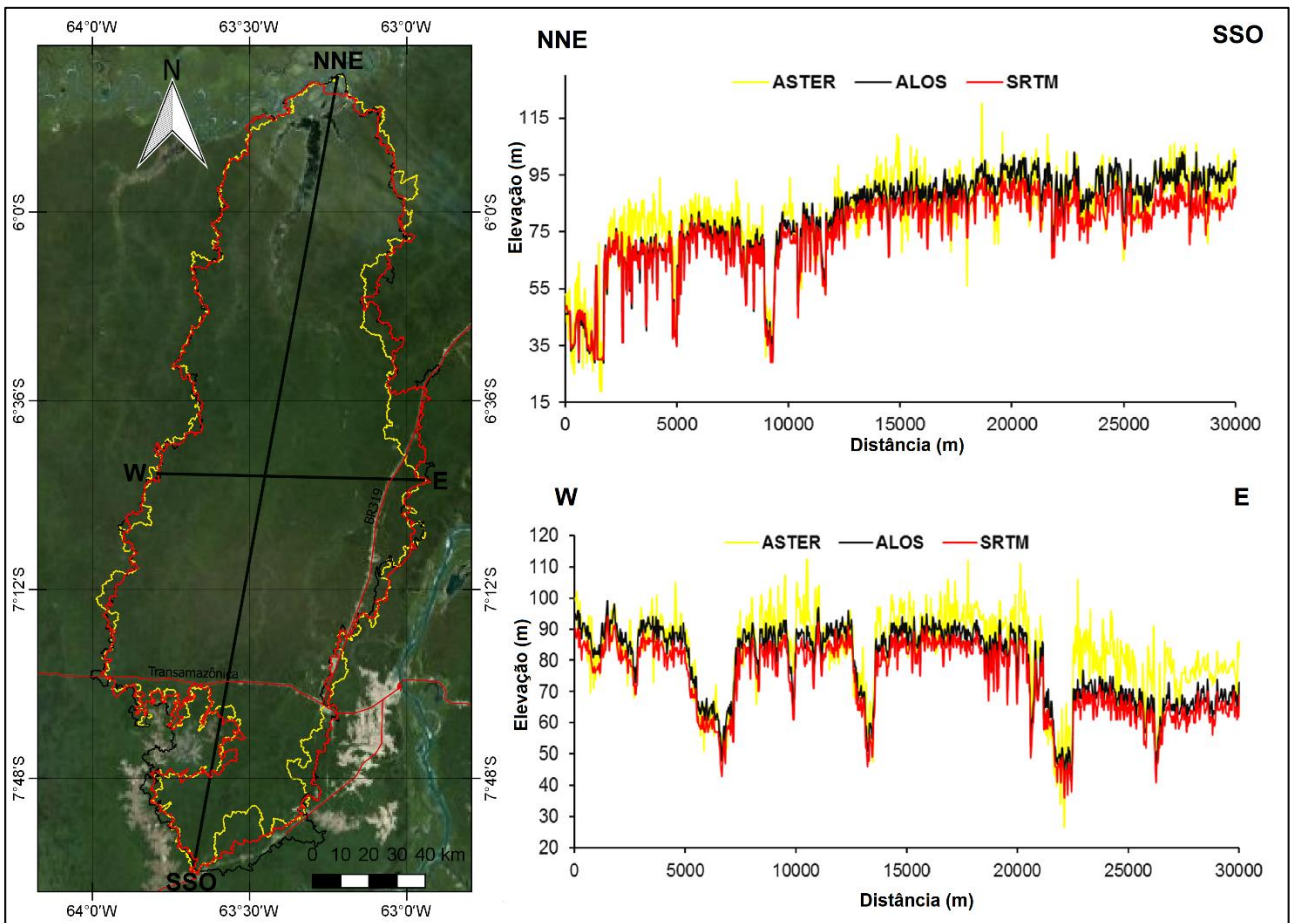 64°0'W 63°30'W 63°0'W
N
NNE
6°0'S 6°0'S
6°36'S 6°36'S
W E
BR319
7°12'S 7°12'S
Transamazônica
7°48'S 7°48'S
0 10 20 30 40 km
SSO
64°0'W 63°30'W 63°0'W
NNE SSO
ASTER ALOS SRTM
Elevação (m)
115
95
75
55
35
15
0 5000 10000 15000 20000 25000 30000
Distância (m)
W E
ASTER ALOS SRTM
Elevação (m)
120
110
100
90
80
70
60
50
40
30
20
0 5000 10000 15000 20000 25000 30000
Distância (m)